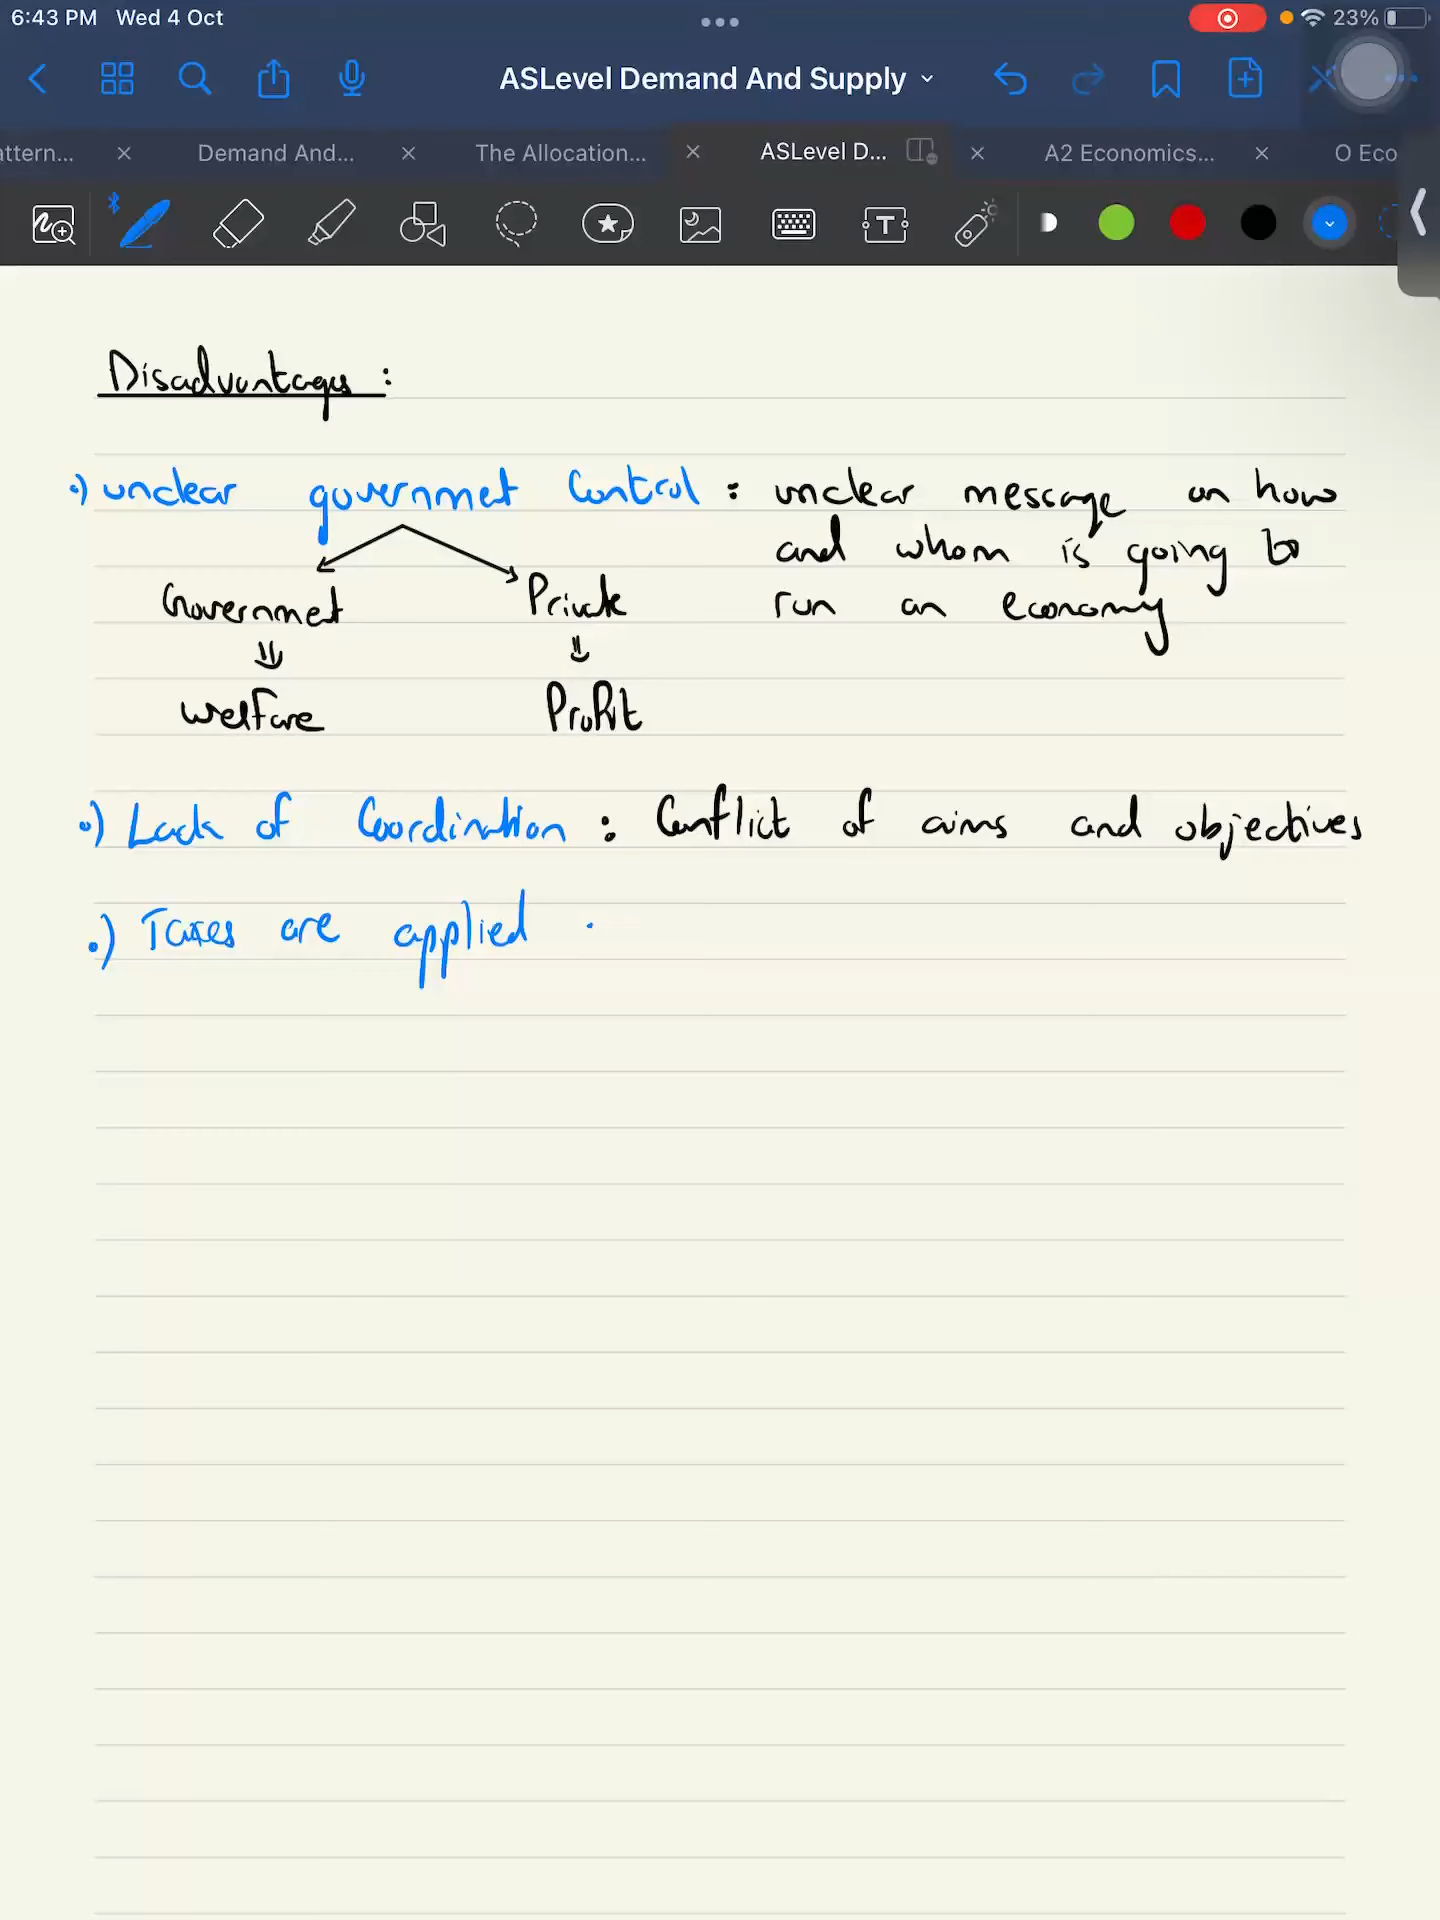 6:43 PM Wed 4 Oct
23%
ASLevel Demand And Supply
attern...
Demand And...
The Allocation...
ASLevel D...
A2 Economics...
O Eco
Disadvantages :
•) unclear governmet Control : unclear message on how
and whom is going to
Governmet Private run an economy
welfare Profit
•) Lack of Coordination : Conflict of aims and objectives
•) Taxes are applied .